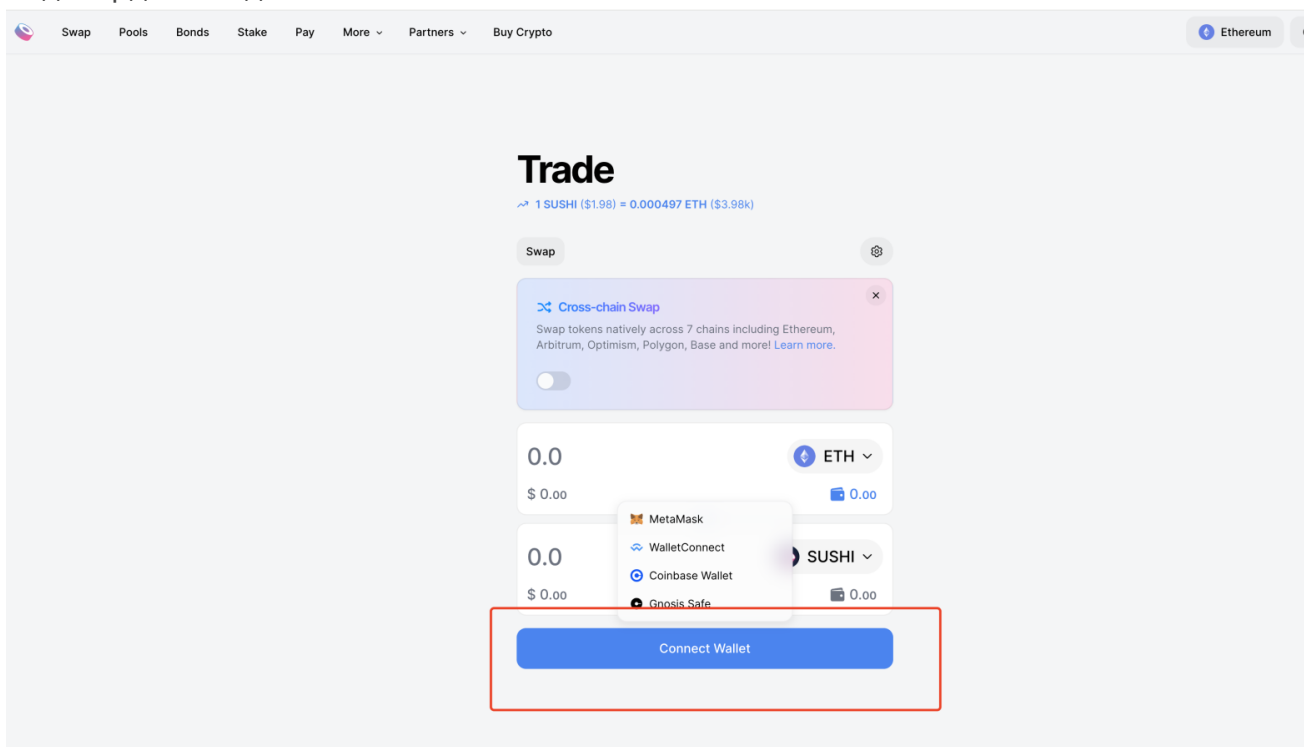 Swap Pools Bonds Stake Pay More Partners Buy Crypto Ethereum
Trade
1 SUSHI ($1.98) = 0.000497 ETH ($3.98k)
Swap
Cross-chain Swap
Swap tokens natively across 7 chains including Ethereum,
Arbitrum, Optimism, Polygon, Base and more! Learn more.
0.0 ETH
$ 0.00 0.00
MetaMask
WalletConnect
0.0 SUSHI
Coinbase Wallet
$ 0.00 0.00
Gnosis Safe
Connect Wallet